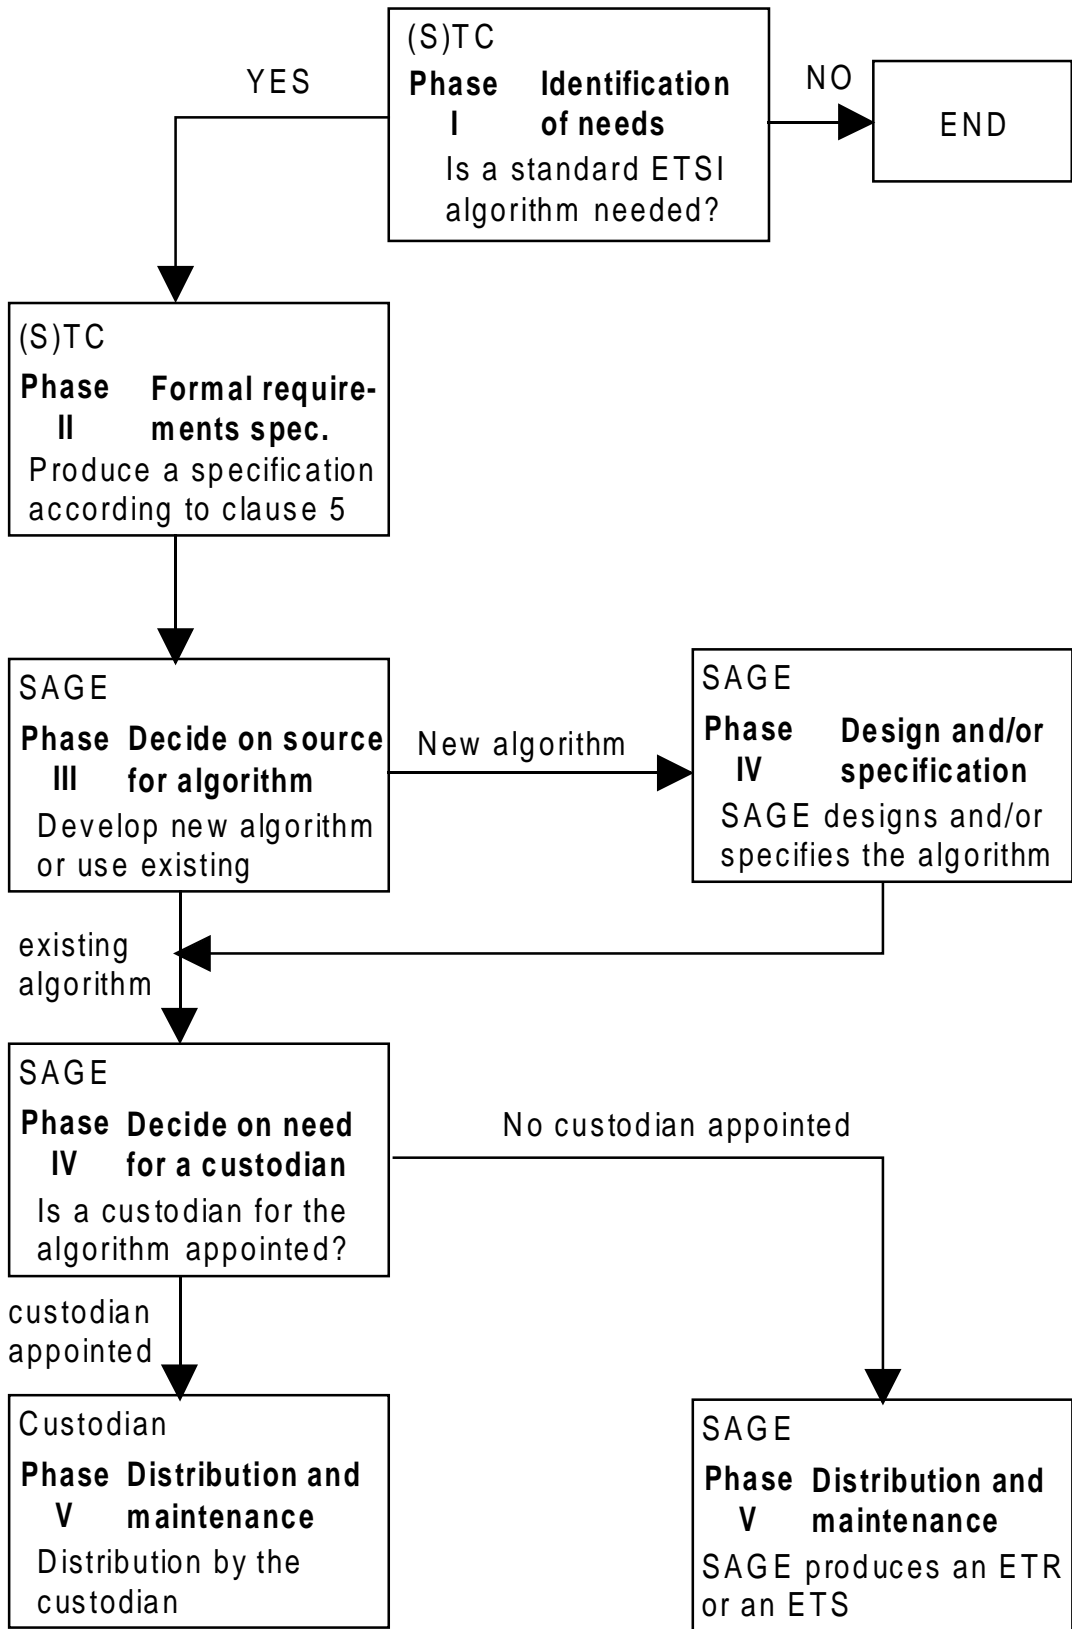 (S)TC
Phase Identification
I of needs
Is a standard ETSI
algorithm needed?
YES
NO
END
(S)TC
Phase Formal require-
II ments spec.
Produce a specification
according to clause 5
SAGE
Phase Decide on source
III for algorithm
Develop new algorithm
or use existing
New algorithm
SAGE
Phase Design and/or
IV specification
SAGE designs and/or
specifies the algorithm
existing
algorithm
SAGE
Phase Decide on need
IV for a custodian
Is a custodian for the
algorithm appointed?
No custodian appointed
custodian
appointed
Custodian
Phase Distribution and
V maintenance
Distribution by the
custodian
SAGE
Phase Distribution and
V maintenance
SAGE produces an ETR
or an ETS